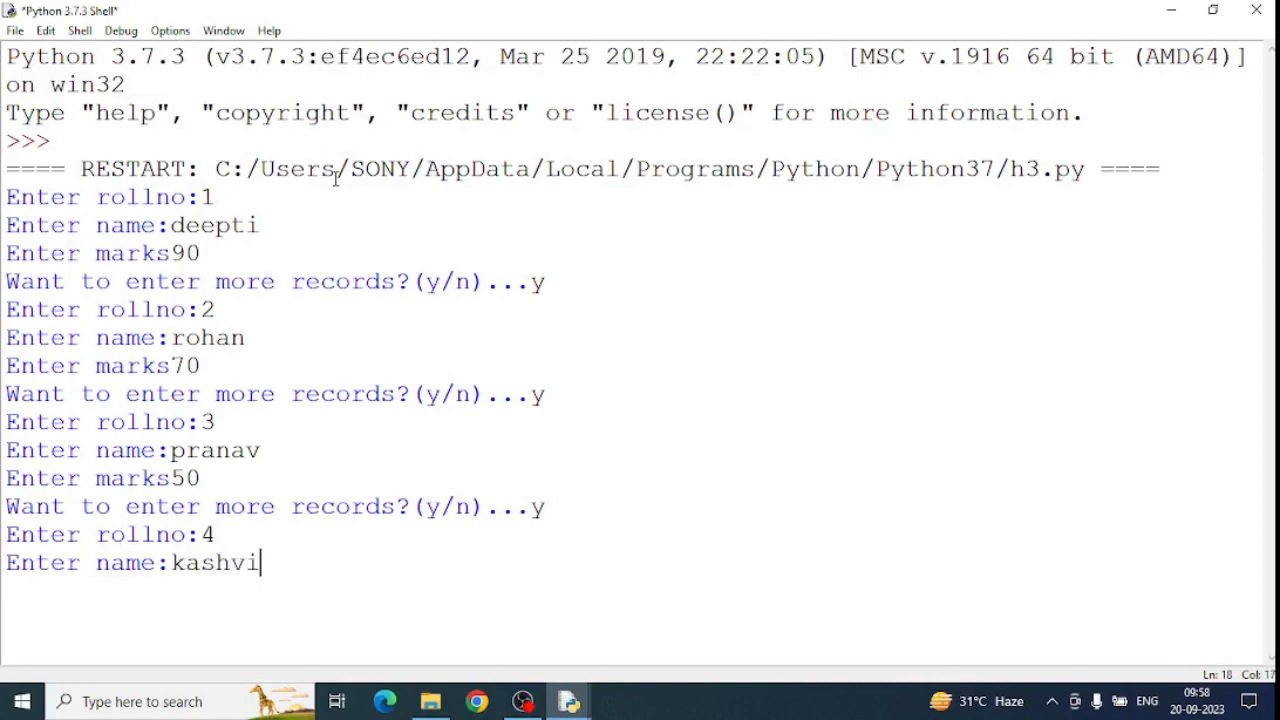 *Python 3.7.3 Shell*
File Edit Shell Debug Options Window Help
Python 3.7.3 (v3.7.3:ef4ec6ed12, Mar 25 2019, 22:22:05) [MSC v.1916 64 bit (AMD64)]
on win32
Type "help", "copyright", "credits" or "license()" for more information.
>>>
==== RESTART: C:/Users/SONY/AppData/Local/Programs/Python/Python37/h3.py ====
Enter rollno:1
Enter name:deepti
Enter marks90
Want to enter more records?(y/n)...y
Enter rollno:2
Enter name:rohan
Enter marks70
Want to enter more records?(y/n)...y
Enter rollno:3
Enter name:pranav
Enter marks50
Want to enter more records?(y/n)...y
Enter rollno:4
Enter name:kashvi
Ln: 18 Col: 17
Type here to search
31°C Haze
ENG
09:58
20-09-2023